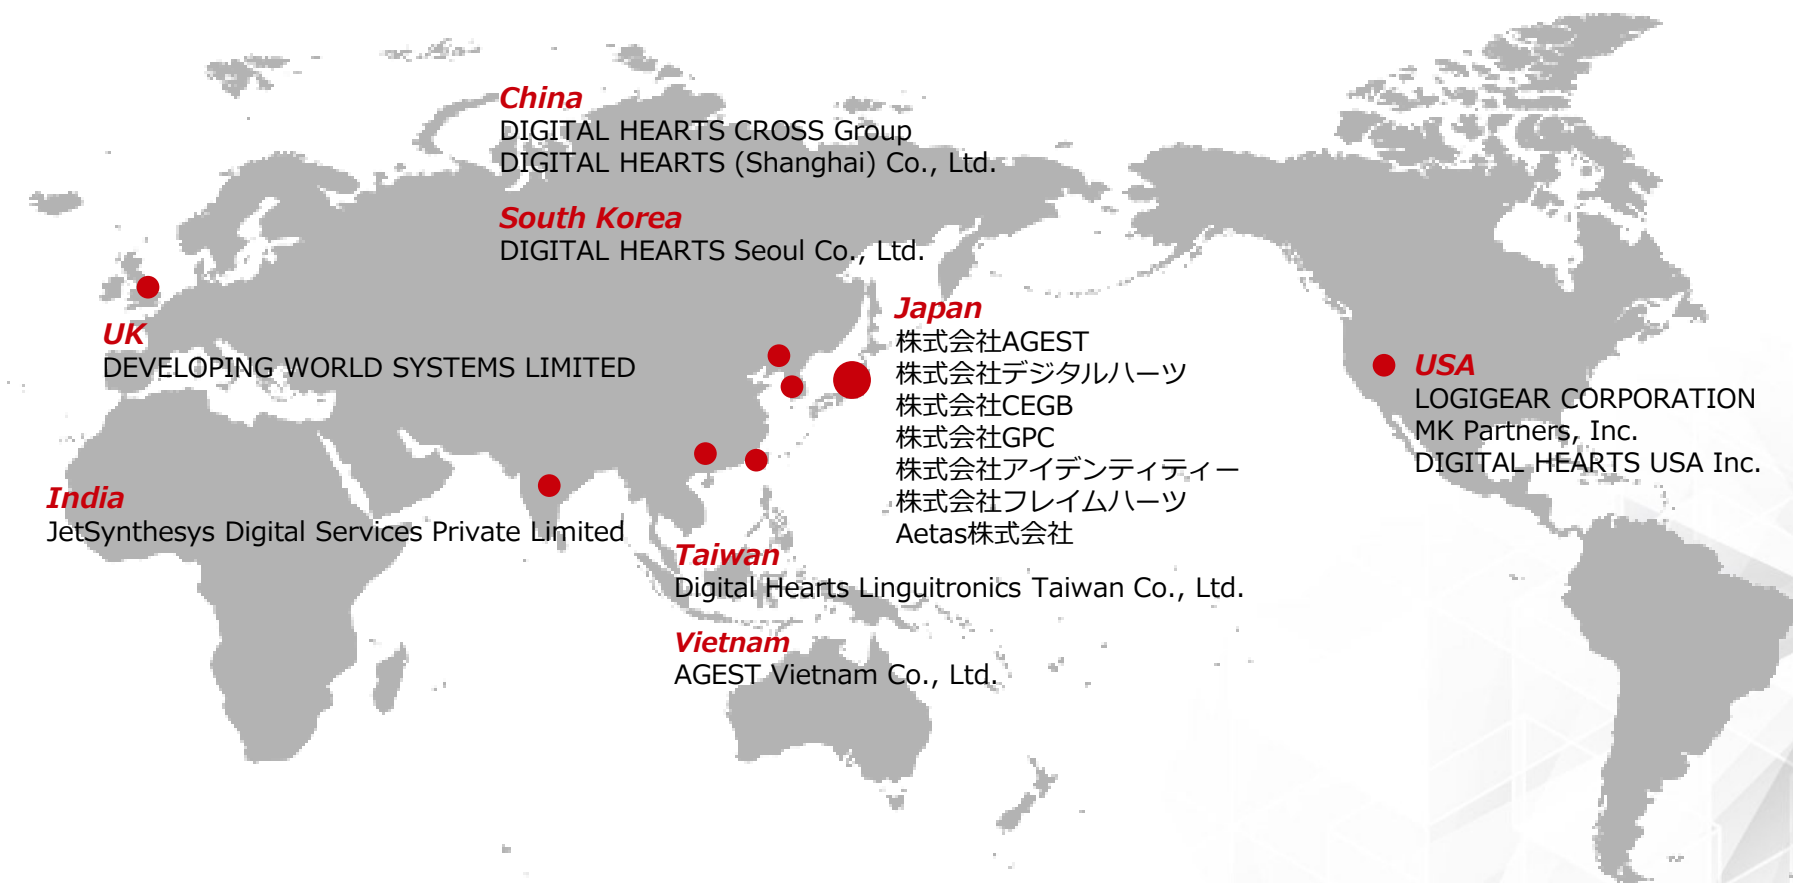 China
DIGITAL HEARTS CROSS Group
DIGITAL HEARTS (Shanghai) Co., Ltd.
South Korea
DIGITAL HEARTS Seoul Co., Ltd.
UK
DEVELOPING WORLD SYSTEMS LIMITED
Japan
株式会社AGEST
株式会社デジタルハーツ
株式会社CEGB
株式会社GPC
株式会社アイデンティティー
株式会社フレイムハーツ
Aetas株式会社
USA
LOGIGEAR CORPORATION
MK Partners, Inc.
DIGITAL HEARTS USA Inc.
India
JetSynthesys Digital Services Private Limited
Taiwan
Digital Hearts Linguitronics Taiwan Co., Ltd.
Vietnam
AGEST Vietnam Co., Ltd.